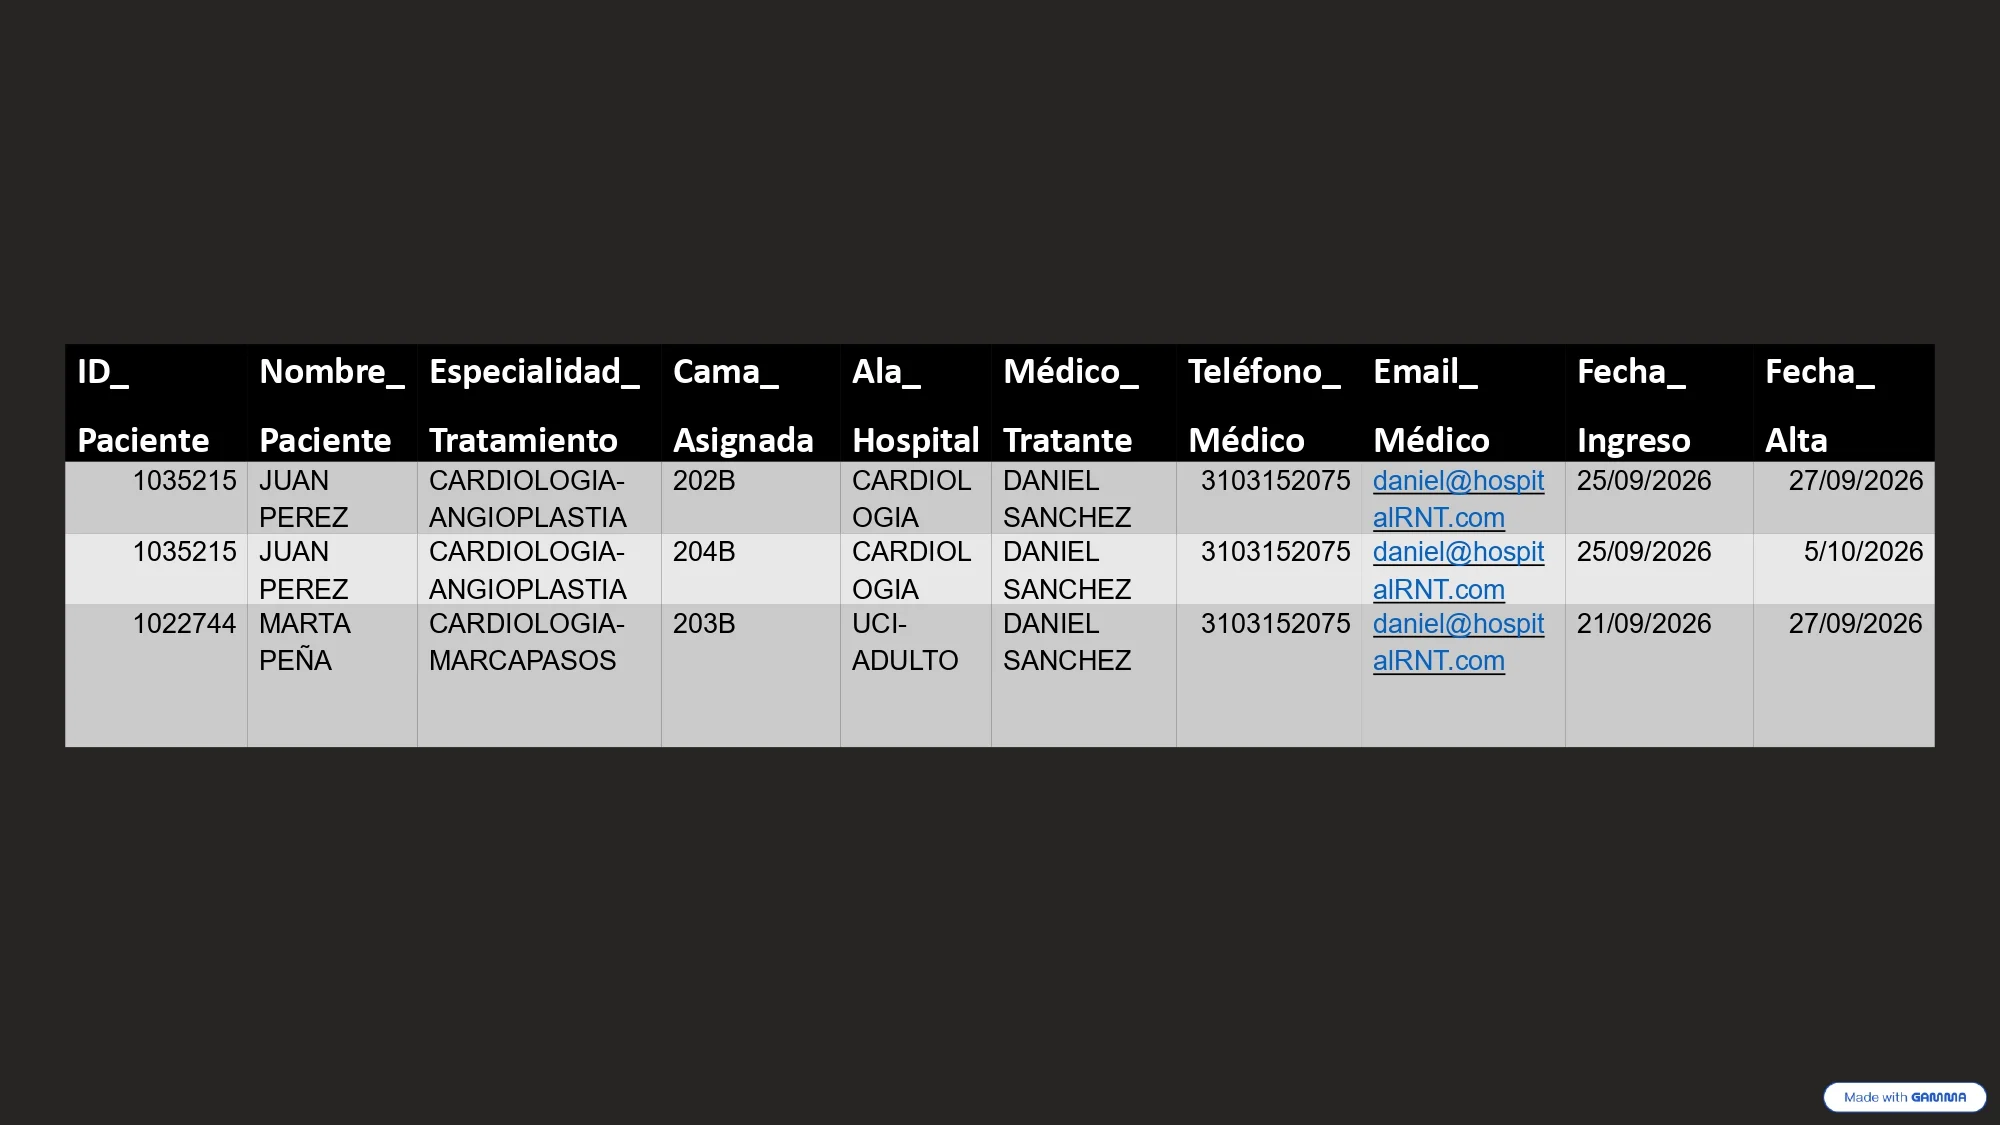 ID_ Nombre_ Especialidad_ Cama_ Ala_ Médico_ Teléfono_ Email_ Fecha_ Fecha_
Paciente Paciente Tratamiento Asignada Hospital Tratante Médico Médico Ingreso Alta
1035215 JUAN CARDIOLOGIA- 202B CARDIOL DANIEL 3103152075 daniel@hospit 25/09/2026 27/09/2026
PEREZ ANGIOPLASTIA OGIA SANCHEZ alRNT.com
1035215 JUAN CARDIOLOGIA- 204B CARDIOL DANIEL 3103152075 daniel@hospit 25/09/2026 5/10/2026
PEREZ ANGIOPLASTIA OGIA SANCHEZ alRNT.com
1022744 MARTA CARDIOLOGIA- 203B UCI- DANIEL 3103152075 daniel@hospit 21/09/2026 27/09/2026
PEÑA MARCAPASOS ADULTO SANCHEZ alRNT.com
Made with GAMMA